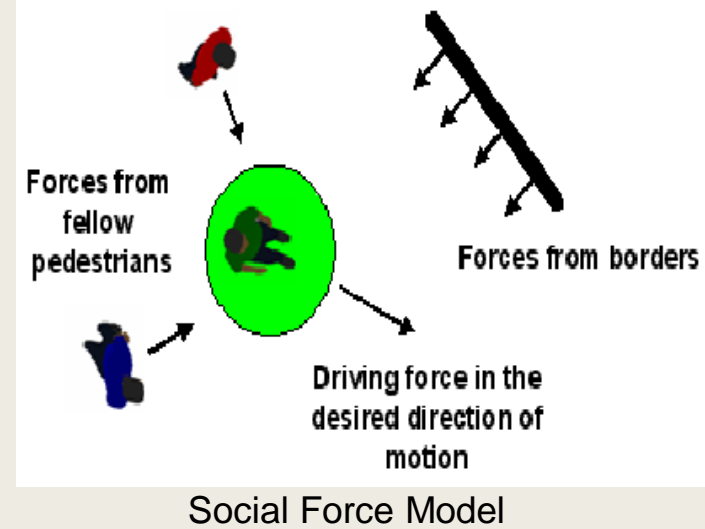 Forces from
fellow
pedestrians
Forces from borders
Driving force in the
desired direction of
motion
Social Force Model